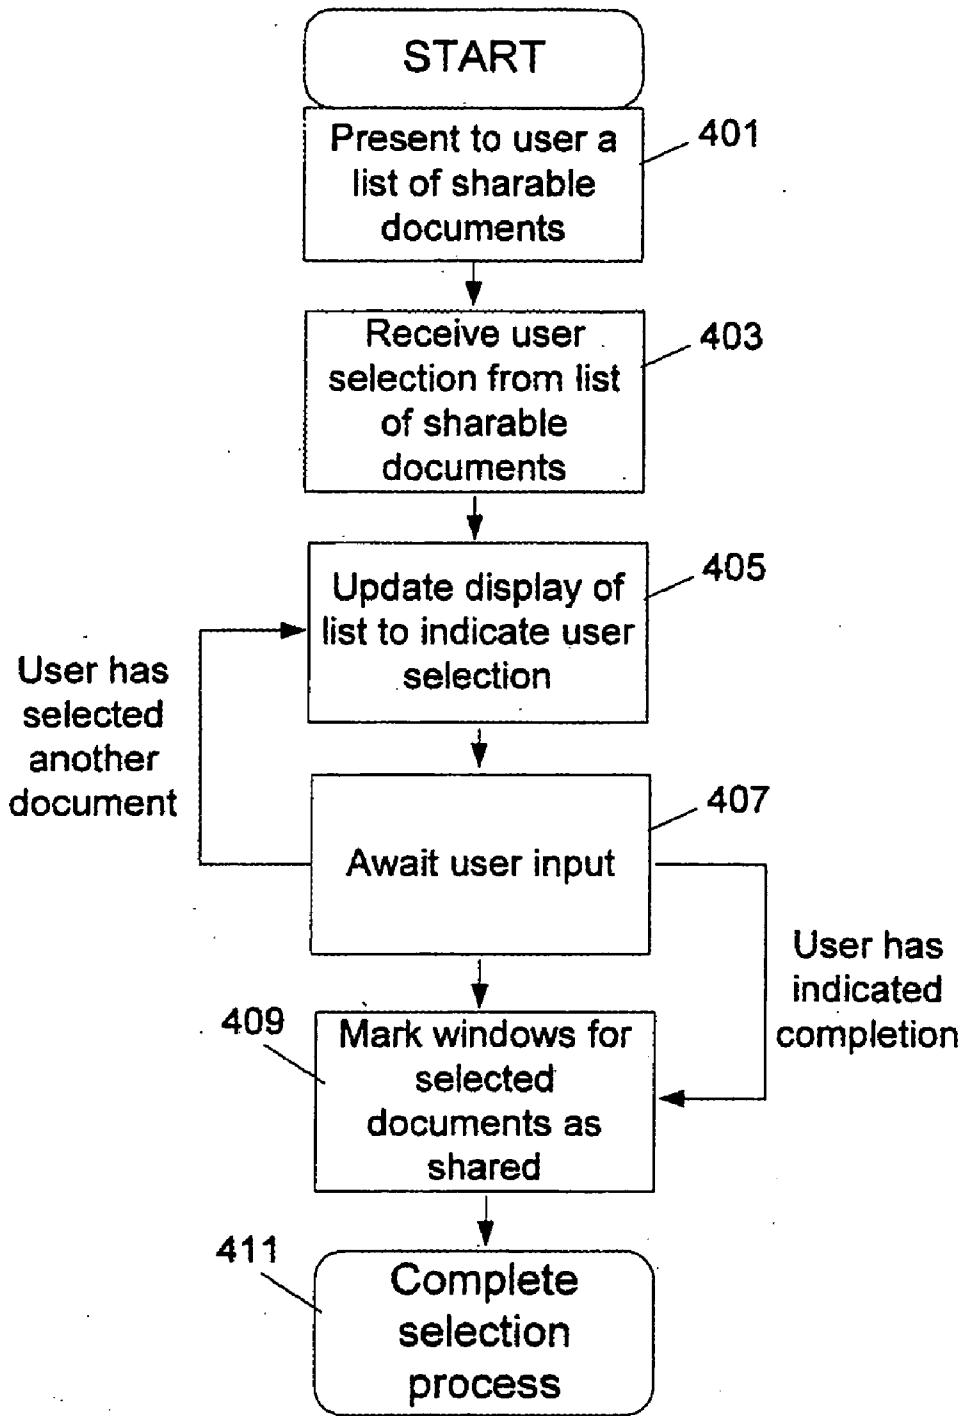 START
Present to user a
list of sharable
documents
401
Receive user
selection from list
of sharable
documents
403
Update display of
list to indicate user
selection
405
User has
selected
another
document
Await user input
407
User has
indicated
completion
Mark windows for
selected
documents as
shared
409
Complete
selection
process
411